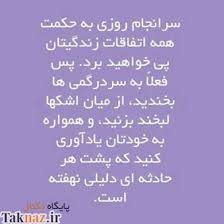 سرانجام روزی به حکمت
همه اتفاقات زندگیتان
پی خواهید برد. پس
فعلاً به سردرگمی ها
بخندید، از میان اشکها
لبخند بزنید، و همواره
به خودتان یادآوری
کنید که پشت هر
حادثه ای دلیلی نهفته
است.
پایگاه تکناز
Taknaz.ir